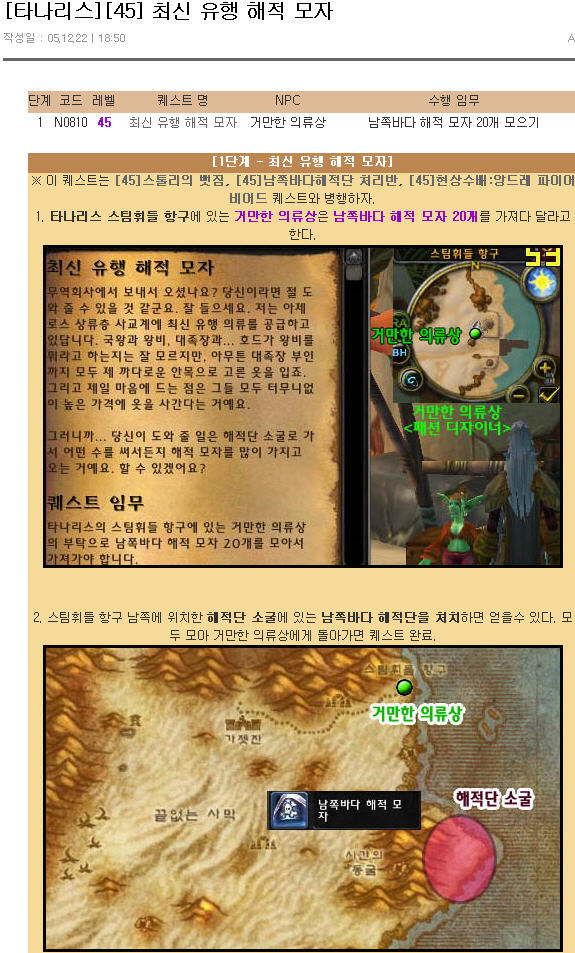 [타나리스][45] 최신 유행 해적 모자
작성일 : 05,12,22 | 18:50
A
단계 코드 레벨 퀘스트 명 NPC 수행 임무
1 N0810 45 최신 유행 해적 모자 거만한 의류상 남쪽바다 해적 모자 20개 모으기
[1단계 - 최신 유행 해적 모자]
※ 이 퀘스트는 [45]스톨리의 뻣짐, [45]남쪽바다해적단 처리반, [45]현상수배:앙드레 파이어
비어드 퀘스트와 병행하자.
1. 타나리스 스팀휘들 항구에 있는 거만한 의류상은 남쪽바다 해적 모자 20개를 가져다 달라고
한다.
최신 유행 해적 모자
무역회사에서 보내서 오셨나요? 당신이라면 절 도
와 줄 수 있을 것 같군요. 잘 들으세요. 저는 아제
로스 상류층 사교계에 최신 유행 의류를 공급하고
있답니다. 국왕과 왕비, 대족장과... 호드가 왕비를
뭐라고 하는지는 잘 모르지만, 아무튼 대족장 부인
까지 모두 제 까다로운 안목으로 고른 옷을 입죠.
그리고 제일 마음에 드는 점은 그들 모두 터무니없
이 높은 가격에 옷을 사간다는 거예요.
그러니까... 당신이 도와 줄 일은 해적단 소굴로 가
서 어떤 수를 써서든지 해적 모자를 많이 가지고
오는 거예요. 할 수 있겠어요?
퀘스트 임무
타나리스의 스팀휘들 항구에 있는 거만한 의류상
의 부탁으로 남쪽바다 해적 모자 20개를 모아서
가져가야 합니다.
스팀휘들 항구
53
N
RA
거만한 의류상
BH
거만한 의류상
<패션 디자이너>
2. 스팀휘들 항구 남쪽에 위치한 해적단 소굴에 있는 남쪽바다 해적단을 처치하면 얻을수 있다. 모
두 모아 거만한 의류상에게 돌아가면 퀘스트 완료.
스팀휘들 항구
거만한 의류상
가젯잔
끝없는 사막
남쪽바다 해적 모
자
해적단 소굴
시간의
동굴